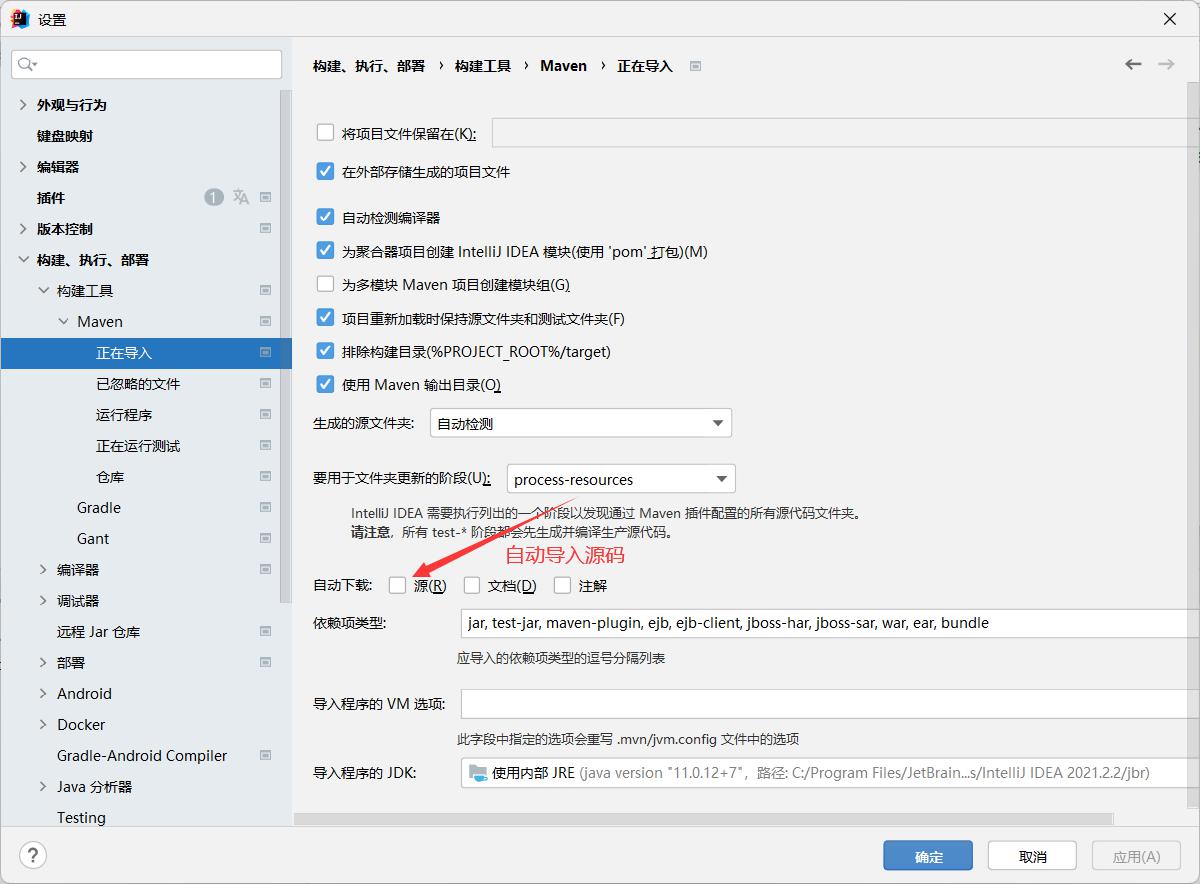 设置
外观与行为
键盘映射
编辑器
插件 1
版本控制
构建、执行、部署
构建工具
Maven
正在导入
已忽略的文件
运行程序
正在运行测试
仓库
Gradle
Gant
编译器
调试器
远程 Jar 仓库
部署
Android
Docker
Gradle-Android Compiler
Java 分析器
Testing
构建、执行、部署 › 构建工具 › Maven › 正在导入
将项目文件保留在(K):
在外部存储生成的项目文件
自动检测编译器
为聚合器项目创建 IntelliJ IDEA 模块(使用 'pom' 打包)(M)
为多模块 Maven 项目创建模块组(G)
项目重新加载时保持源文件夹和测试文件夹(F)
排除构建目录(%PROJECT_ROOT%/target)
使用 Maven 输出目录(O)
生成的源文件夹: 自动检测
要用于文件夹更新的阶段(U): process-resources
IntelliJ IDEA 需要执行列出的一个阶段以发现通过 Maven 插件配置的所有源代码文件夹。
请注意，所有 test-* 阶段都会先生成并编译生产源代码。
自动导入源码
自动下载: 源(R) 文档(D) 注解
依赖项类型: jar, test-jar, maven-plugin, ejb, ejb-client, jboss-har, jboss-sar, war, ear, bundle
应导入的依赖项类型的逗号分隔列表
导入程序的 VM 选项:
此字段中指定的选项会重写 .mvn/jvm.config 文件中的选项
导入程序的 JDK: 使用内部 JRE (java version "11.0.12+7"，路径: C:/Program Files/JetBrain...s/IntelliJ IDEA 2021.2.2/jbr)
? 确定 取消 应用(A)